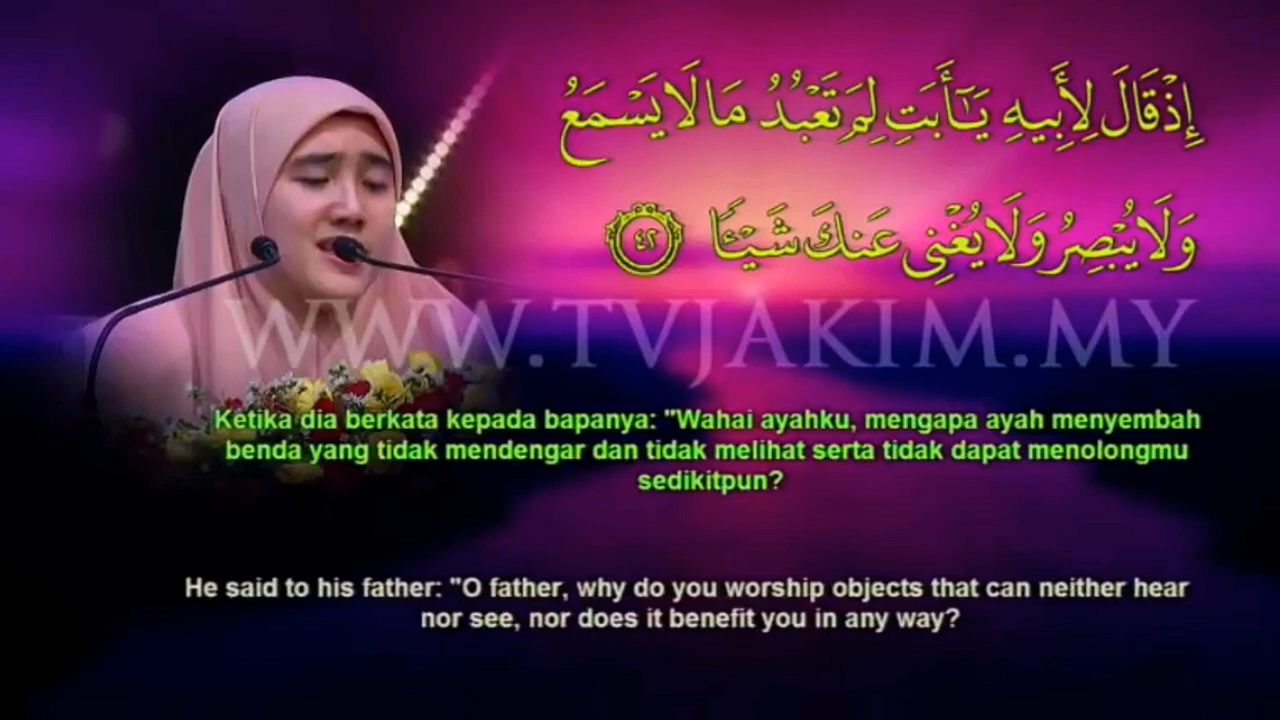 إِذْ قَالَ لِأَبِيهِ يَـٰٓأَبَتِ لِمَ تَعْبُدُ مَا لَا يَسْمَعُ
وَلَا يُبْصِرُ وَلَا يُغْنِى عَنكَ شَيْـًٔا ٤٢
WWW.TVJAKIM.MY
Ketika dia berkata kepada bapanya: "Wahai ayahku, mengapa ayah menyembah
benda yang tidak mendengar dan tidak melihat serta tidak dapat menolongmu
sedikitpun?
He said to his father: "O father, why do you worship objects that can neither hear
nor see, nor does it benefit you in any way?